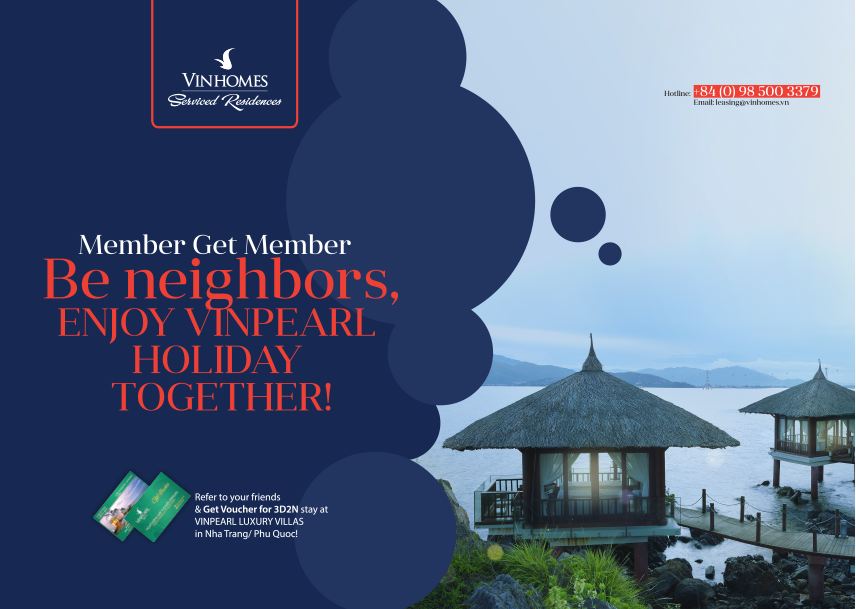 VINHOMES
Serviced Residences
Hotline: +84 (0) 98 500 3379
Email: leasing@vinhomes.vn
Member Get Member
Be neighbors,
ENJOY VINPEARL
HOLIDAY
TOGETHER!
Refer to your friends
& Get Voucher for 3D2N stay at
VINPEARL LUXURY VILLAS
in Nha Trang/ Phu Quoc!